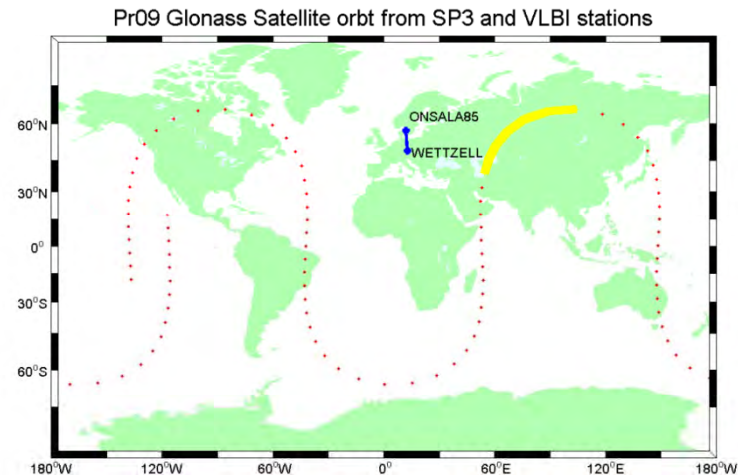 Pr09 Glonass Satellite orbt from SP3 and VLBI stations
60°N
ONSALA85
WETTZELL
30°N
0°
30°S
60°S
180°W 120°W 60°W 0° 60°E 120°E 180°W